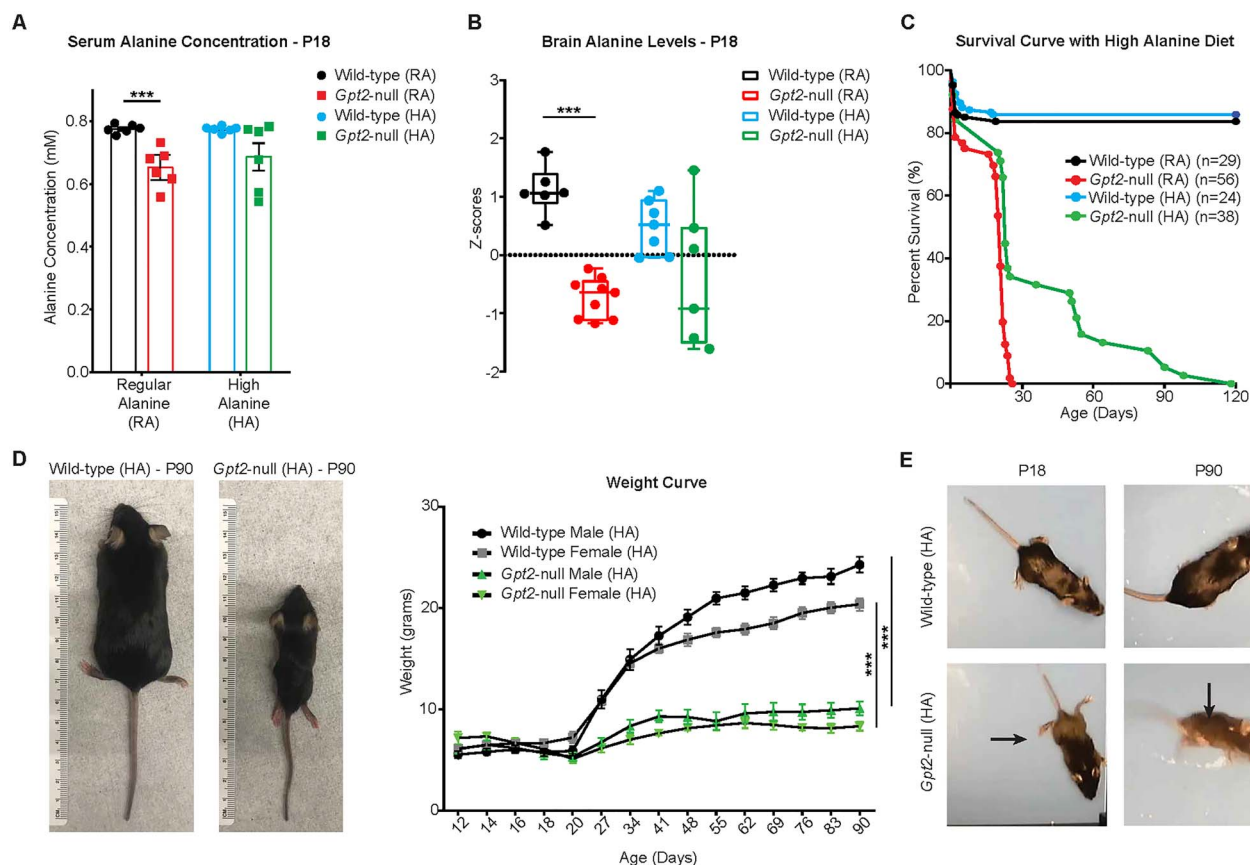 A
Serum Alanine Concentration - P18
Wild-type (RA)
Gpt2-null (RA)
Wild-type (HA)
Gpt2-null (HA)
***
Alanine Concentration (mM)
0.8
0.6
0.4
0.2
0.0
Regular
Alanine
(RA)
High
Alanine
(HA)
B
Brain Alanine Levels - P18
Wild-type (RA)
Gpt2-null (RA)
Wild-type (HA)
Gpt2-null (HA)
***
Z-scores
3
2
1
0
-1
-2
C
Survival Curve with High Alanine Diet
Percent Survival (%)
100
80
60
40
20
0
Wild-type (RA) (n=29)
Gpt2-null (RA) (n=56)
Wild-type (HA) (n=24)
Gpt2-null (HA) (n=38)
30
60
90
120
Age (Days)
D
Wild-type (HA) - P90
Gpt2-null (HA) - P90
Weight Curve
Weight (grams)
30
20
10
0
Wild-type Male (HA)
Wild-type Female (HA)
Gpt2-null Male (HA)
Gpt2-null Female (HA)
***
***
12
14
16
18
20
27
34
41
48
55
62
69
76
83
90
Age (Days)
E
P18
P90
Wild-type (HA)
Gpt2-null (HA)